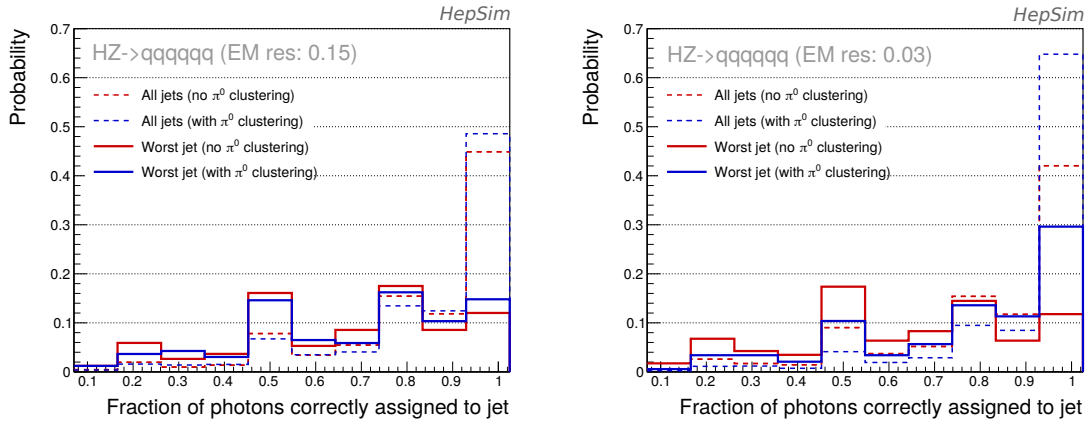 HepSim
HZ->qqqqqq (EM res: 0.15)
Probability
All jets (no π⁰ clustering)
All jets (with π⁰ clustering)
Worst jet (no π⁰ clustering)
Worst jet (with π⁰ clustering)
0.7
0.6
0.5
0.4
0.3
0.2
0.1
0
0.1 0.2 0.3 0.4 0.5 0.6 0.7 0.8 0.9 1
Fraction of photons correctly assigned to jet
HepSim
HZ->qqqqqq (EM res: 0.03)
Probability
All jets (no π⁰ clustering)
All jets (with π⁰ clustering)
Worst jet (no π⁰ clustering)
Worst jet (with π⁰ clustering)
0.7
0.6
0.5
0.4
0.3
0.2
0.1
0
0.1 0.2 0.3 0.4 0.5 0.6 0.7 0.8 0.9 1
Fraction of photons correctly assigned to jet